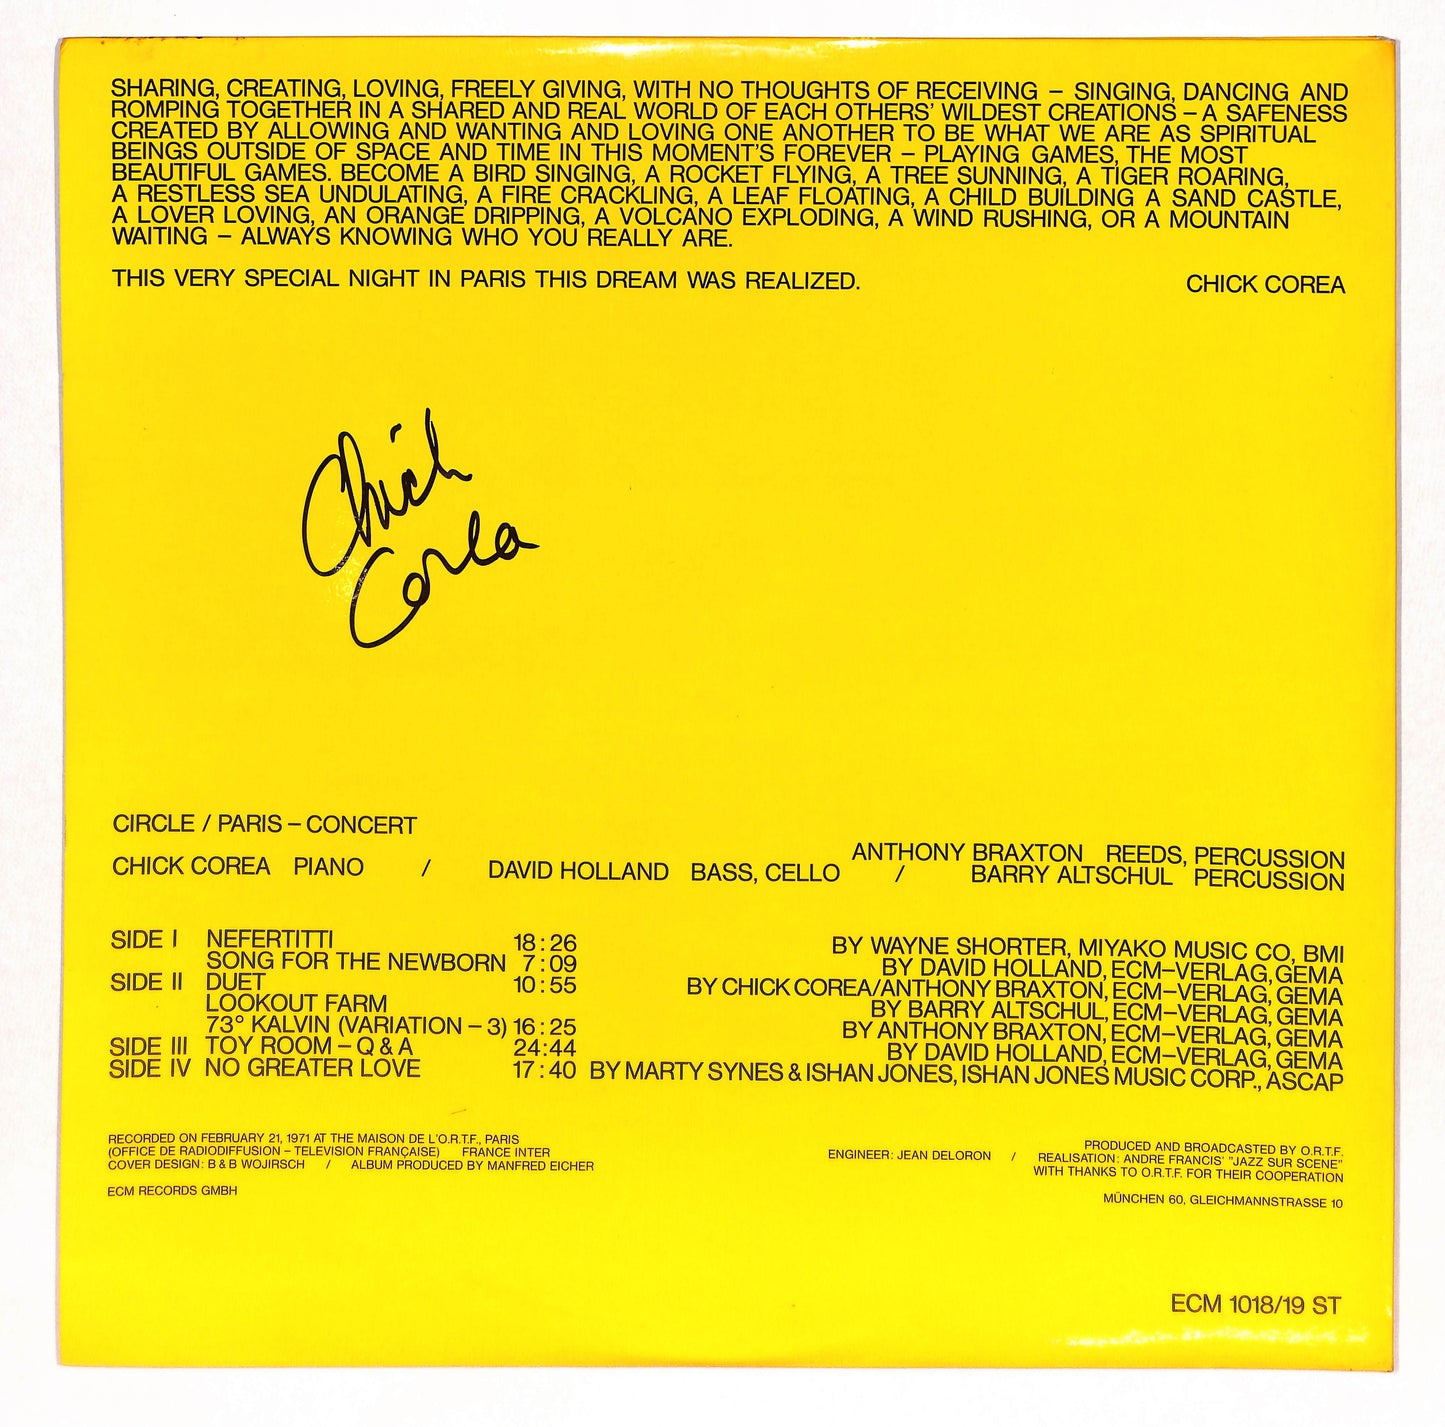 SHARING, CREATING, LOVING, FREELY GIVING, WITH NO THOUGHTS OF RECEIVING – SINGING, DANCING AND
ROMPING TOGETHER IN A SHARED AND REAL WORLD OF EACH OTHERS' WILDEST CREATIONS – A SAFENESS
CREATED BY ALLOWING AND WANTING AND LOVING ONE ANOTHER TO BE WHAT WE ARE AS SPIRITUAL
BEINGS OUTSIDE OF SPACE AND TIME IN THIS MOMENT'S FOREVER – PLAYING GAMES, THE MOST
BEAUTIFUL GAMES. BECOME A BIRD SINGING, A ROCKET FLYING, A TREE SUNNING, A TIGER ROARING,
A RESTLESS SEA UNDULATING, A FIRE CRACKLING, A LEAF FLOATING, A CHILD BUILDING A SAND CASTLE,
A LOVER LOVING, AN ORANGE DRIPPING, A VOLCANO EXPLODING, A WIND RUSHING, OR A MOUNTAIN
WAITING – ALWAYS KNOWING WHO YOU REALLY ARE.
THIS VERY SPECIAL NIGHT IN PARIS THIS DREAM WAS REALIZED. CHICK COREA
Chick
Corea
CIRCLE / PARIS – CONCERT
ANTHONY BRAXTON REEDS, PERCUSSION
CHICK COREA PIANO / DAVID HOLLAND BASS, CELLO / BARRY ALTSCHUL PERCUSSION
SIDE I NEFERTITTI 18:26 BY WAYNE SHORTER, MIYAKO MUSIC CO, BMI
SONG FOR THE NEWBORN 7:09 BY DAVID HOLLAND, ECM–VERLAG, GEMA
SIDE II DUET 10:55 BY CHICK COREA/ANTHONY BRAXTON, ECM–VERLAG, GEMA
LOOKOUT FARM BY BARRY ALTSCHUL, ECM–VERLAG, GEMA
73° KALVIN (VARIATION – 3) 16:25 BY ANTHONY BRAXTON, ECM–VERLAG, GEMA
SIDE III TOY ROOM – Q & A 24:44 BY DAVID HOLLAND, ECM–VERLAG, GEMA
SIDE IV NO GREATER LOVE 17:40 BY MARTY SYNES & ISHAN JONES, ISHAN JONES MUSIC CORP., ASCAP
RECORDED ON FEBRUARY 21, 1971 AT THE MAISON DE L'O.R.T.F., PARIS
(OFFICE DE RADIODIFFUSION – TELEVISION FRANÇAISE) FRANCE INTER
COVER DESIGN: B & B WOJIRSCH / ALBUM PRODUCED BY MANFRED EICHER
PRODUCED AND BROADCASTED BY O.R.T.F.
ENGINEER: JEAN DELORON / REALISATION: ANDRE FRANCIS' "JAZZ SUR SCENE"
WITH THANKS TO O.R.T.F. FOR THEIR COOPERATION
ECM RECORDS GMBH
MÜNCHEN 60, GLEICHMANNSTRASSE 10
ECM 1018/19 ST